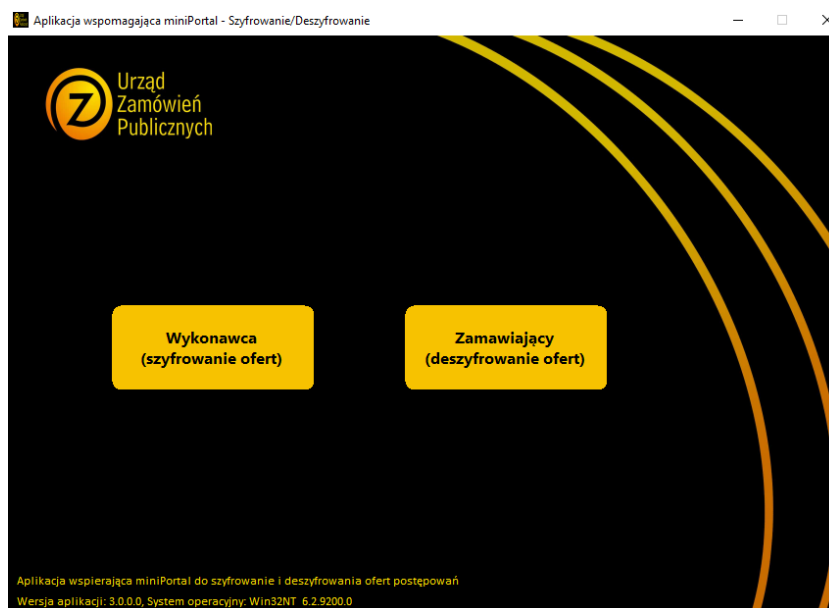 Aplikacja wspomagająca miniPortal - Szyfrowanie/Deszyfrowanie
Urząd
Zamówień
Publicznych
Wykonawca
(szyfrowanie ofert)
Zamawiający
(deszyfrowanie ofert)
Aplikacja wspierająca miniPortal do szyfrowanie i deszyfrowania ofert postępowań
Wersja aplikacji: 3.0.0.0, System operacyjny: Win32NT 6.2.9200.0